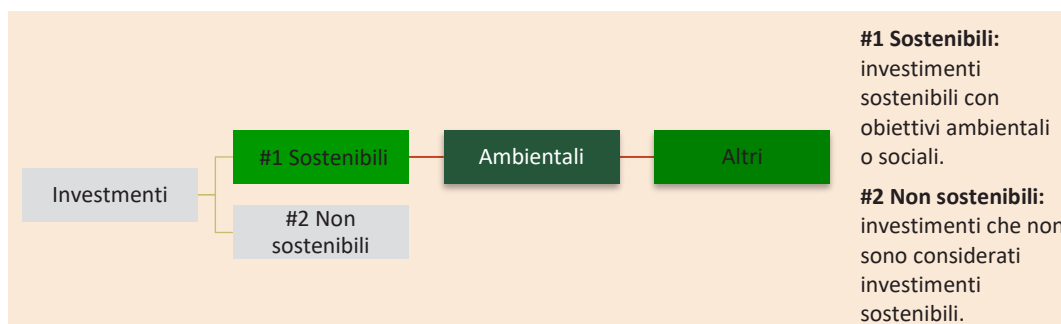 Investmenti
#1 Sostenibili
Ambientali
Altri
#2 Non
sostenibili
#1 Sostenibili:
investimenti
sostenibili con
obiettivi ambientali
o sociali.
#2 Non sostenibili:
investimenti che non
sono considerati
investimenti
sostenibili.